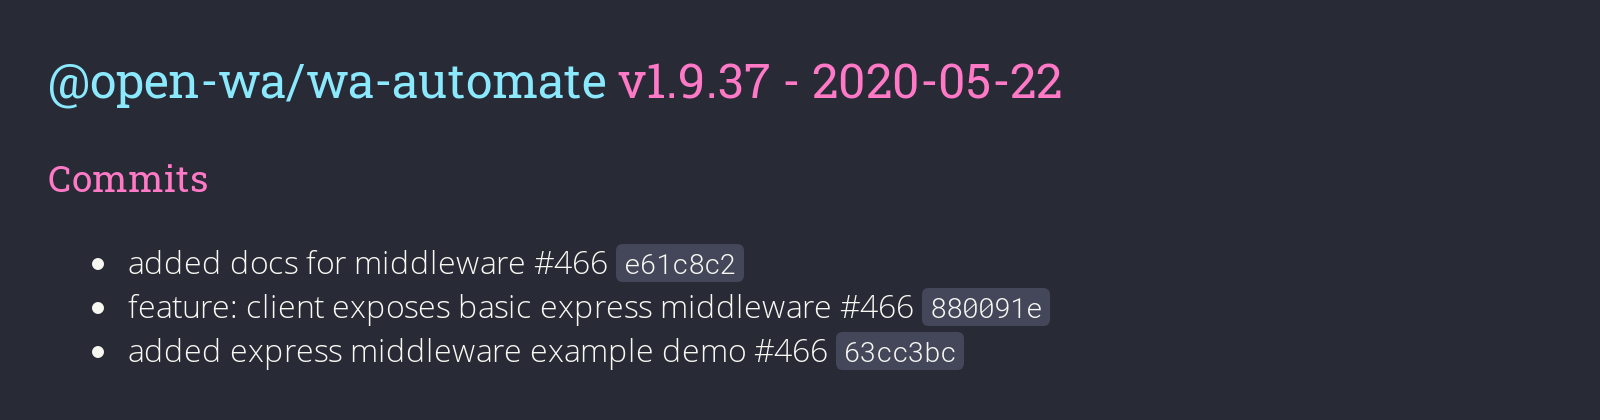 @open-wa/wa-automate v1.9.37 - 2020-05-22
Commits
added docs for middleware #466 e61c8c2
feature: client exposes basic express middleware #466 880091e
added express middleware example demo #466 63cc3bc